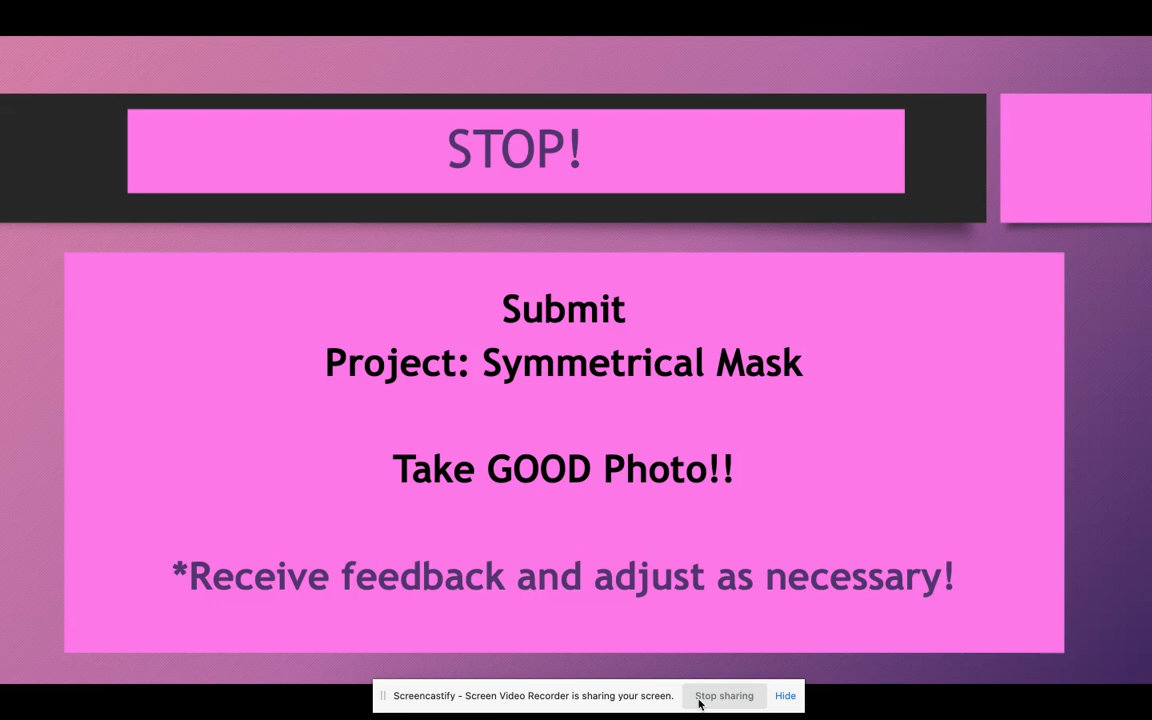 STOP!
Submit
Project: Symmetrical Mask
Take GOOD Photo!!
*Receive feedback and adjust as necessary!
Screencastify - Screen Video Recorder is sharing your screen. Stop sharing Hide